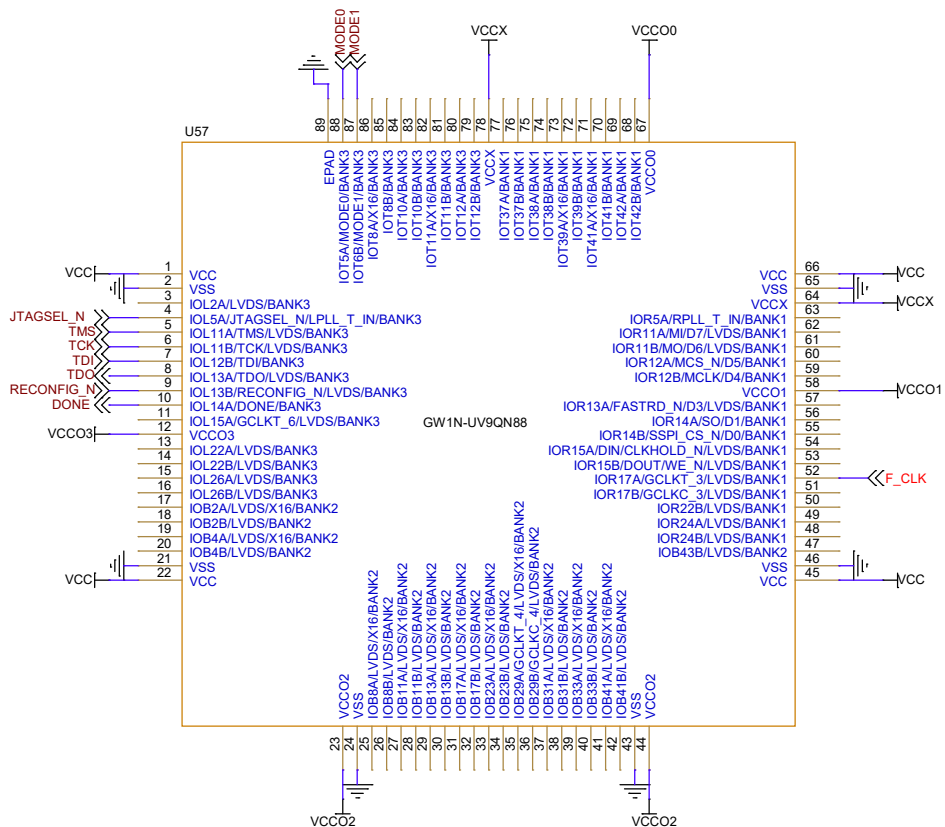 MODE0
MODE1
VCCX
VCCO0
89
88
87
86
85
84
83
82
81
80
79
78
77
76
75
74
73
72
71
70
69
68
67
U57
EPAD
IOT5A/MODE0/BANK3
IOT6B/MODE1/BANK3
IOT8A/X16/BANK3
IOT8B/BANK3
IOT10A/BANK3
IOT10B/BANK3
IOT11A/X16/BANK3
IOT11B/BANK3
IOT12A/BANK3
IOT12B/BANK3
VCCX
IOT37A/BANK1
IOT37B/BANK1
IOT38A/BANK1
IOT38B/BANK1
IOT39A/X16/BANK1
IOT39B/BANK1
IOT41A/X16/BANK1
IOT41B/BANK1
IOT42A/BANK1
IOT42B/BANK1
VCCO0
VCC 1 VCC
2 VSS
3 IOL2A/LVDS/BANK3
JTAGSEL_N 4 IOL5A/JTAGSEL_N/LPLL_T_IN/BANK3
TMS 5 IOL11A/TMS/LVDS/BANK3
TCK 6 IOL11B/TCK/LVDS/BANK3
TDI 7 IOL12B/TDI/BANK3
TDO 8 IOL13A/TDO/LVDS/BANK3
RECONFIG_N 9 IOL13B/RECONFIG_N/LVDS/BANK3
DONE 10 IOL14A/DONE/BANK3
11 IOL15A/GCLKT_6/LVDS/BANK3
VCCO3 12 VCCO3
13 IOL22A/LVDS/BANK3
14 IOL22B/LVDS/BANK3
15 IOL26A/LVDS/BANK3
16 IOL26B/LVDS/BANK3
17 IOB2A/LVDS/X16/BANK2
18 IOB2B/LVDS/BANK2
19 IOB4A/LVDS/X16/BANK2
20 IOB4B/LVDS/BANK2
21 VSS
VCC 22 VCC
GW1N-UV9QN88
VCC 66 VCC
VSS 65
VCCX 64 VCCX
IOR5A/RPLL_T_IN/BANK1 63
IOR11A/MI/D7/LVDS/BANK1 62
IOR11B/MO/D6/LVDS/BANK1 61
IOR12A/MCS_N/D5/BANK1 60
IOR12B/MCLK/D4/BANK1 59
VCCO1 58 VCCO1
IOR13A/FASTRD_N/D3/LVDS/BANK1 57
IOR14A/SO/D1/BANK1 56
IOR14B/SSPI_CS_N/D0/BANK1 55
IOR15A/DIN/CLKHOLD_N/LVDS/BANK1 54
IOR15B/DOUT/WE_N/LVDS/BANK1 53
IOR17A/GCLKT_3/LVDS/BANK1 52 F_CLK
IOR17B/GCLKC_3/LVDS/BANK1 51
IOR22B/LVDS/BANK1 50
IOR24A/LVDS/BANK1 49
IOR24B/LVDS/BANK1 48
IOB43B/LVDS/BANK2 47
VSS 46
VCC 45 VCC
VCCO2
VSS
IOB8A/LVDS/X16/BANK2
IOB8B/LVDS/BANK2
IOB11A/LVDS/X16/BANK2
IOB11B/LVDS/BANK2
IOB13A/LVDS/X16/BANK2
IOB13B/LVDS/BANK2
IOB17A/LVDS/X16/BANK2
IOB17B/LVDS/BANK2
IOB23A/LVDS/X16/BANK2
IOB23B/LVDS/BANK2
IOB29A/GCLKT_4/LVDS/X16/BANK2
IOB29B/GCLKC_4/LVDS/BANK2
IOB31A/LVDS/X16/BANK2
IOB31B/LVDS/BANK2
IOB33A/LVDS/X16/BANK2
IOB33B/LVDS/BANK2
IOB41A/LVDS/X16/BANK2
IOB41B/LVDS/BANK2
VSS
VCCO2
23
24
25
26
27
28
29
30
31
32
33
34
35
36
37
38
39
40
41
42
43
44
VCCO2
VCCO2